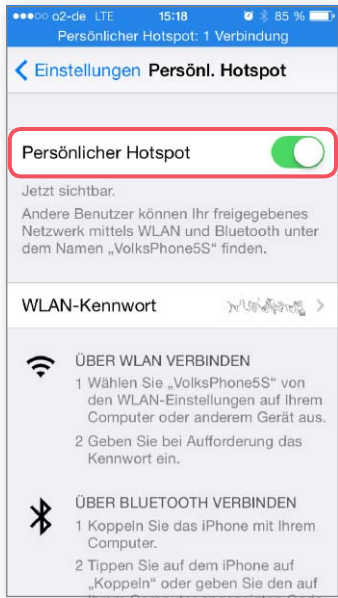 o2-de LTE 15:18 85 %
Persönlicher Hotspot: 1 Verbindung
Einstellungen Persönl. Hotspot
Persönlicher Hotspot
Jetzt sichtbar.
Andere Benutzer können Ihr freigegebenes
Netzwerk mittels WLAN und Bluetooth unter
dem Namen „VolksPhone5S“ finden.
WLAN-Kennwort
ÜBER WLAN VERBINDEN
1 Wählen Sie „VolksPhone5S“ von
den WLAN-Einstellungen auf Ihrem
Computer oder anderem Gerät aus.
2 Geben Sie bei Aufforderung das
Kennwort ein.
ÜBER BLUETOOTH VERBINDEN
1 Koppeln Sie das iPhone mit Ihrem
Computer.
2 Tippen Sie auf dem iPhone auf
„Koppeln“ oder geben Sie den auf